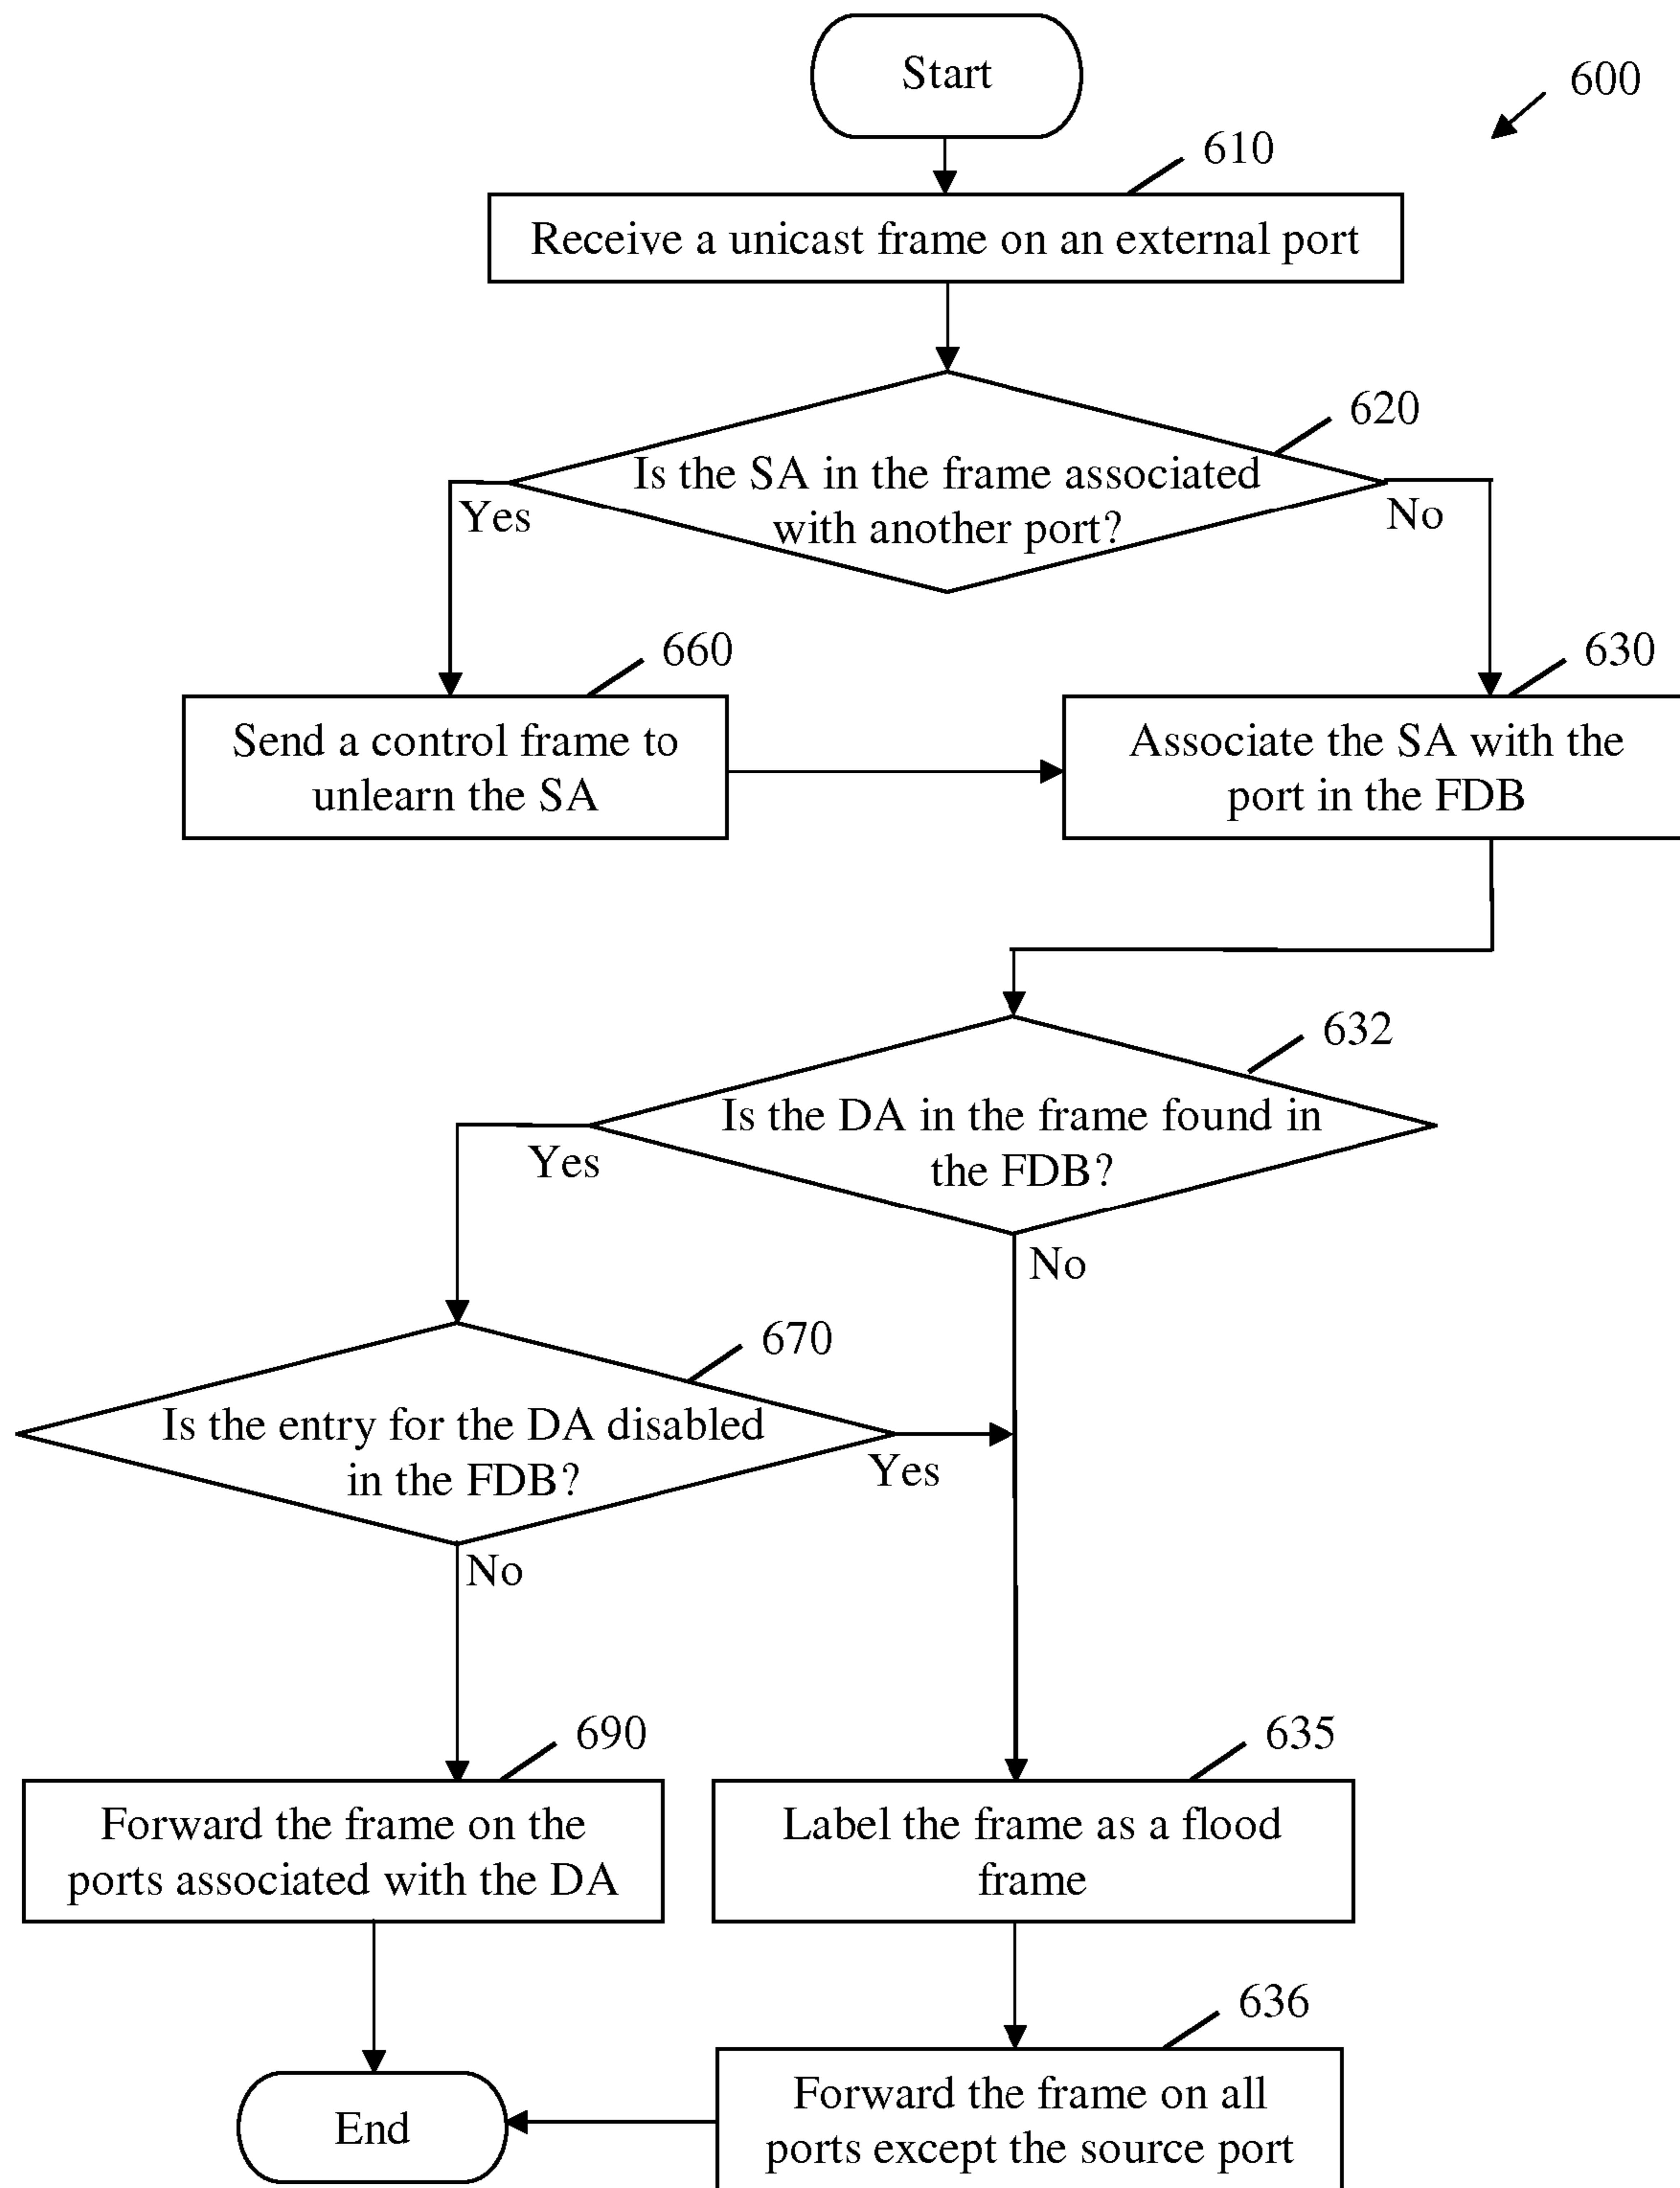 Start
600
610
Receive a unicast frame on an external port
620
Is the SA in the frame associated
with another port?
Yes
No
660
630
Send a control frame to
unlearn the SA
Associate the SA with the
port in the FDB
632
Is the DA in the frame found in
the FDB?
Yes
No
670
Is the entry for the DA disabled
in the FDB?
Yes
No
690
635
Forward the frame on the
ports associated with the DA
Label the frame as a flood
frame
636
Forward the frame on all
ports except the source port
End